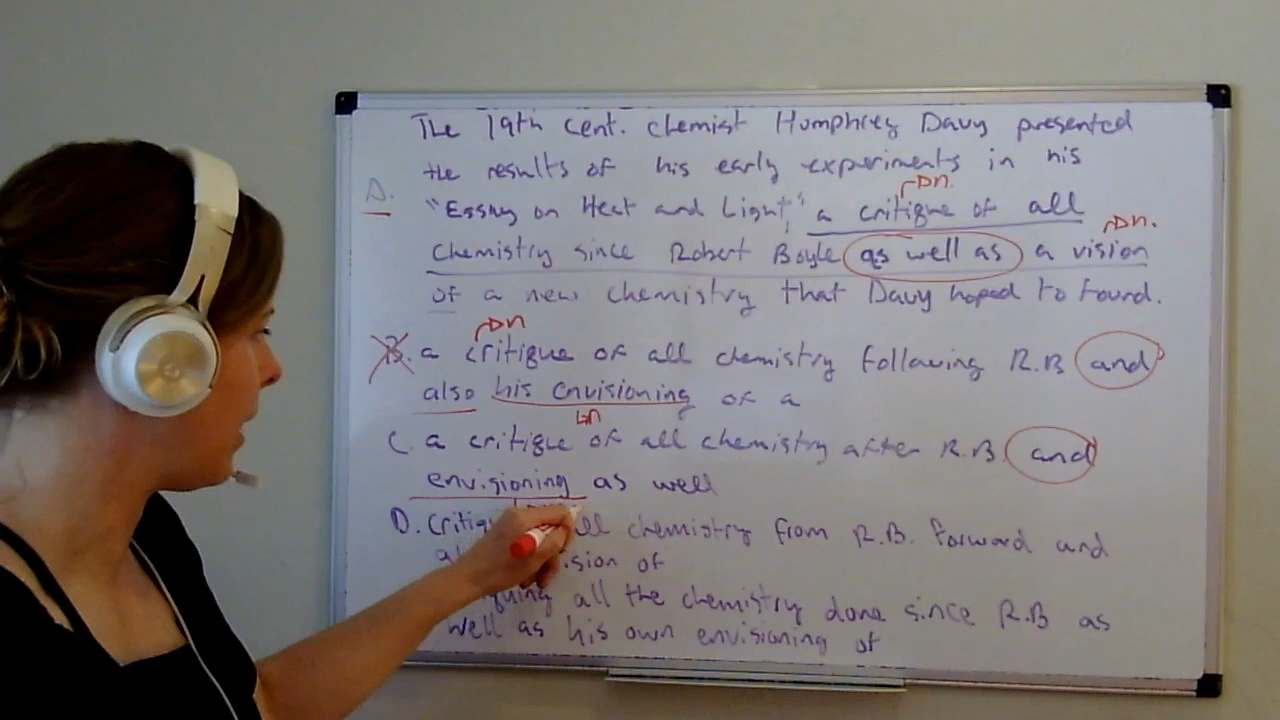 The 19th Cent. chemist Humphrey Davy presented
the results of his early experiments in his
→n.
A. "Essay on Heat and Light," a critique of all
→n.
chemistry since Robert Boyle as well as a vision
of a new chemistry that Davy hoped to found.
→n
B. a critique of all chemistry following R.B and
also his envisioning of a
C. a critique of all chemistry after R.B. and
envisioning as well
D. all chemistry from R.B. forward and
of
all the chemistry done since R.B as
well as his own envisioning of